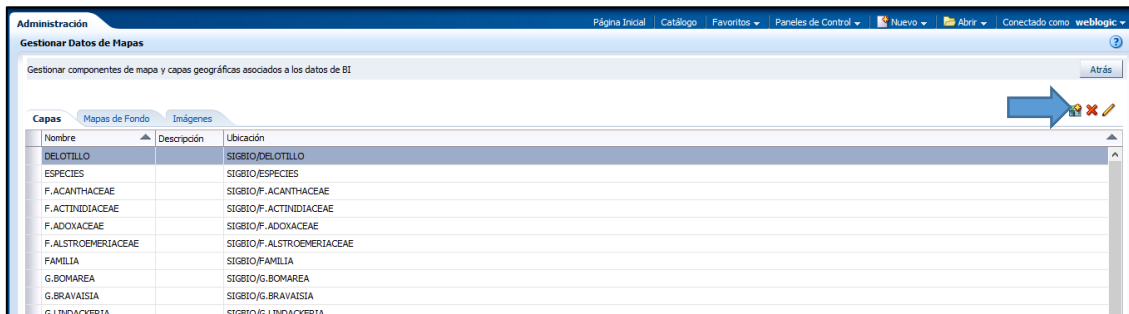 Administración Página Inicial Catálogo Favoritos Paneles de Control Nuevo Abrir Conectado como weblogic
Gestionar Datos de Mapas
Gestionar componentes de mapa y capas geográficas asociados a los datos de BI Atrás
Capas Mapas de Fondo Imágenes
Nombre Descripción Ubicación
DELOTILLO SIGBIO/DELOTILLO
ESPECIES SIGBIO/ESPECIES
F.ACANTHACEAE SIGBIO/F.ACANTHACEAE
F.ACTINIDIACEAE SIGBIO/F.ACTINIDIACEAE
F.ADOXACEAE SIGBIO/F.ADOXACEAE
F.ALSTROEMERIACEAE SIGBIO/F.ALSTROEMERIACEAE
FAMILIA SIGBIO/FAMILIA
G.BOMAREA SIGBIO/G.BOMAREA
G.BRAVAISIA SIGBIO/G.BRAVAISIA
G.LINDACKERIA SIGBIO/G.LINDACKERIA